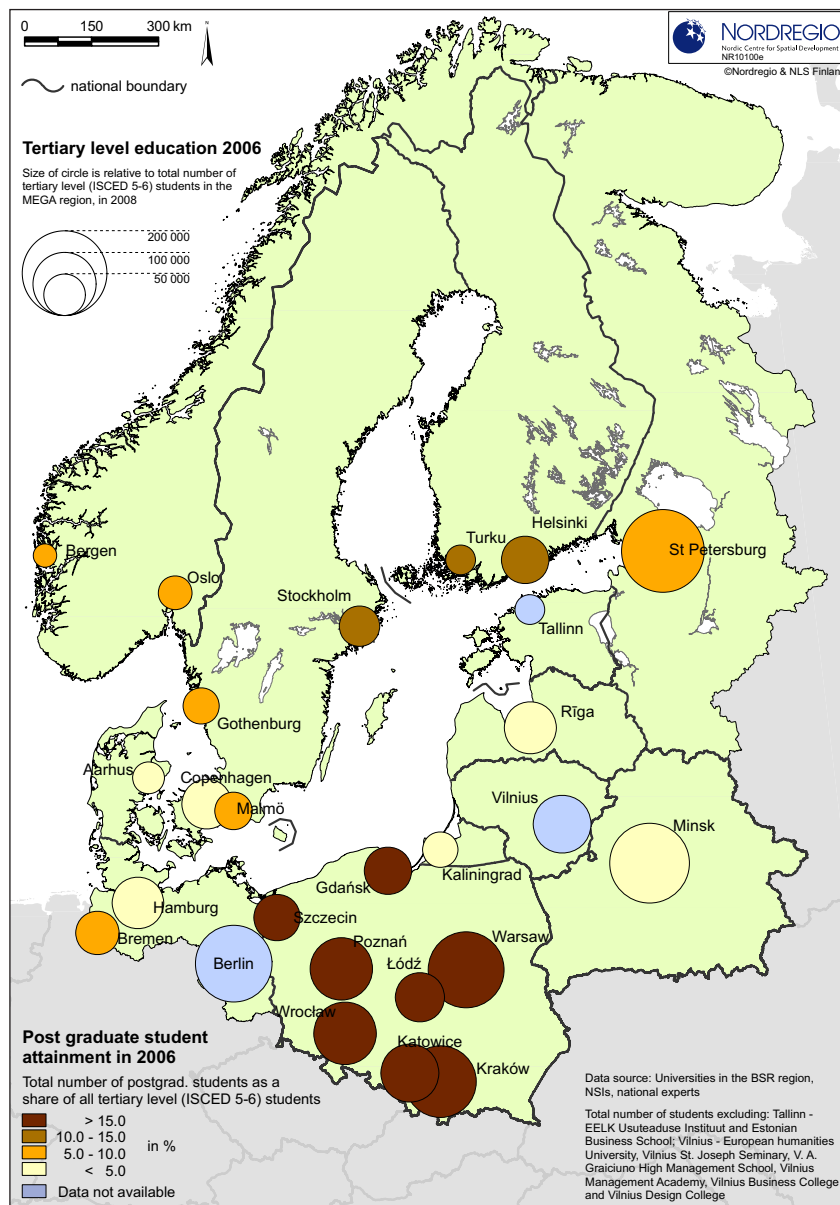 0 150 300 km
N
national boundary
Tertiary level education 2006
Size of circle is relative to total number of
tertiary level (ISCED 5-6) students in the
MEGA region, in 2008
200 000
100 000
50 000
NORDREGIO
Nordic Centre for Spatial Development
NR10100e
©Nordregio & NLS Finlan
Bergen
Oslo
Stockholm
Turku
Helsinki
St Petersburg
Tallinn
Gothenburg
Rīga
Aarhus
Copenhagen
Malmö
Vilnius
Minsk
Kaliningrad
Gdańsk
Hamburg
Szczecin
Bremen
Berlin
Poznań
Warsaw
Łódź
Wrocław
Katowice
Kraków
Post graduate student
attainment in 2006
Total number of postgrad. students as a
share of all tertiary level (ISCED 5-6) students
> 15.0
10.0 - 15.0
in %
5.0 - 10.0
< 5.0
Data not available
Data source: Universities in the BSR region,
NSIs, national experts
Total number of students excluding: Tallinn -
EELK Usuteaduse Instituut and Estonian
Business School; Vilnius - European humanities
University, Vilnius St. Joseph Seminary, V. A.
Graiciuno High Management School, Vilnius
Management Academy, Vilnius Business College
and Vilnius Design College